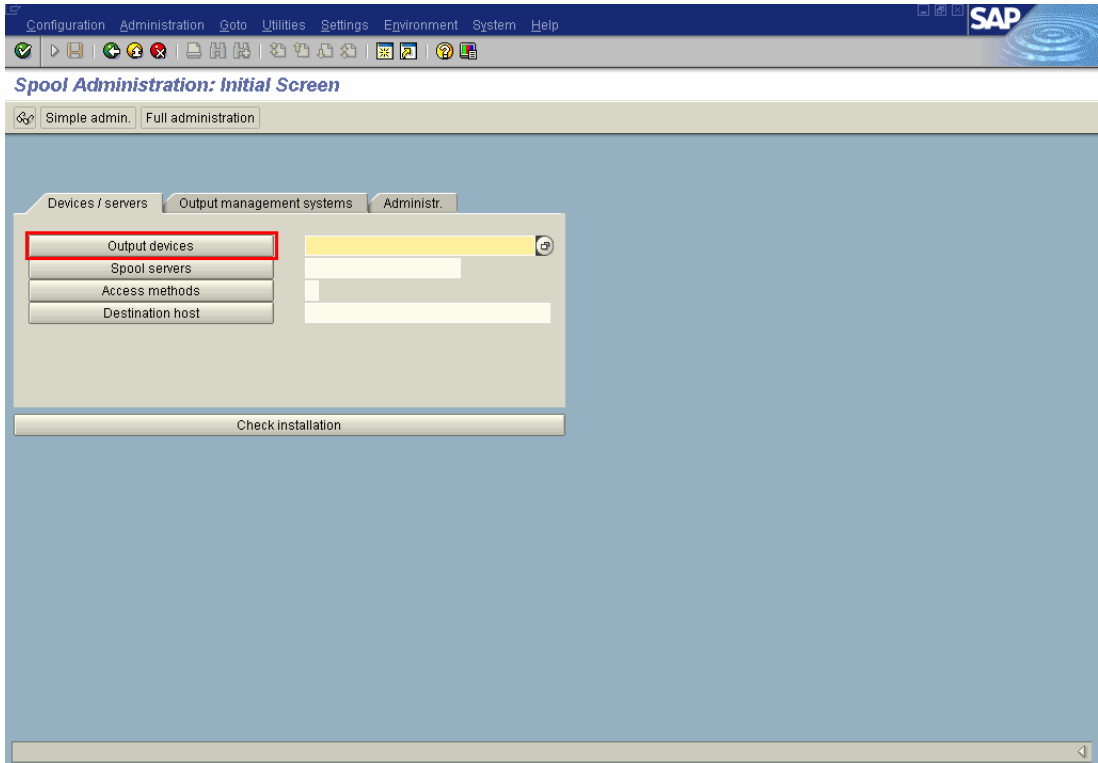 Configuration Administration Goto Utilities Settings Environment System Help
SAP
Spool Administration: Initial Screen
Simple admin. Full administration
Devices / servers Output management systems Administr.
Output devices
Spool servers
Access methods
Destination host
Check installation